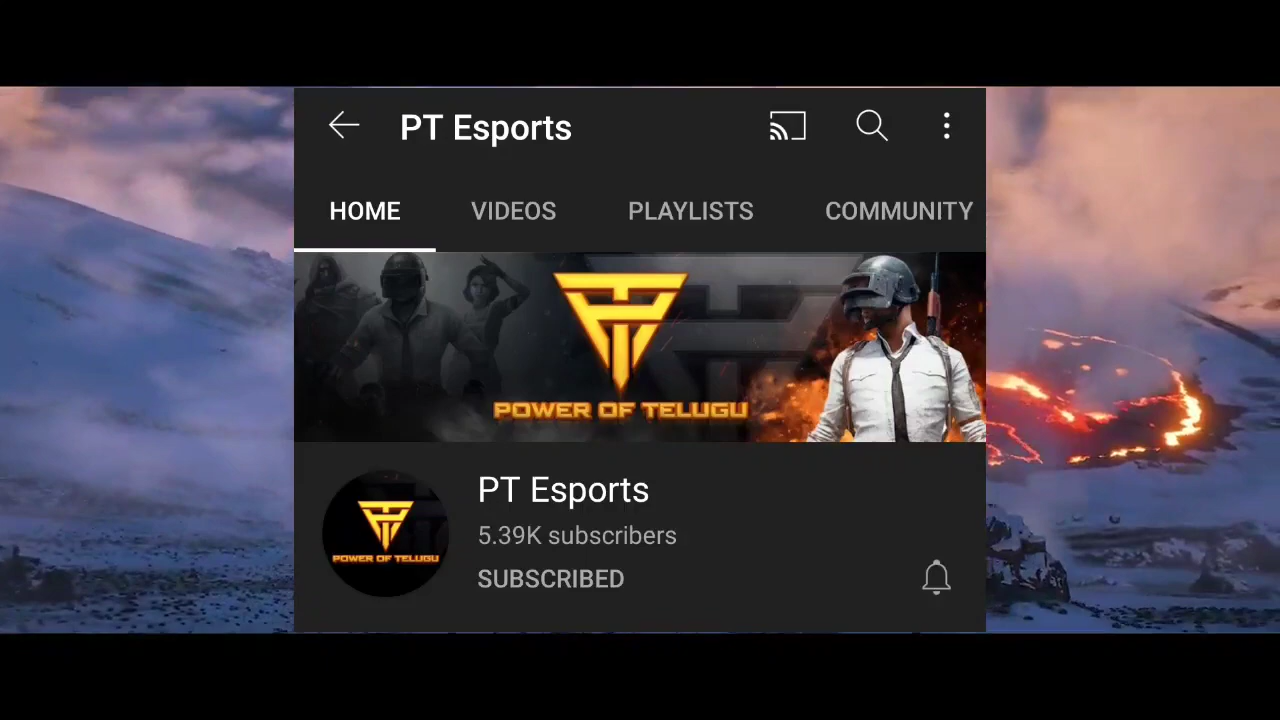 PT Esports
HOME VIDEOS PLAYLISTS COMMUNITY
POWER OF TELUGU
PT Esports
5.39K subscribers
POWER OF TELUGU
SUBSCRIBED